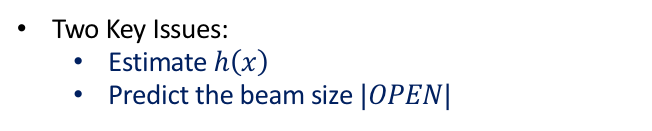 • Two Key Issues:
• Estimate h(x)
• Predict the beam size |OPEN|